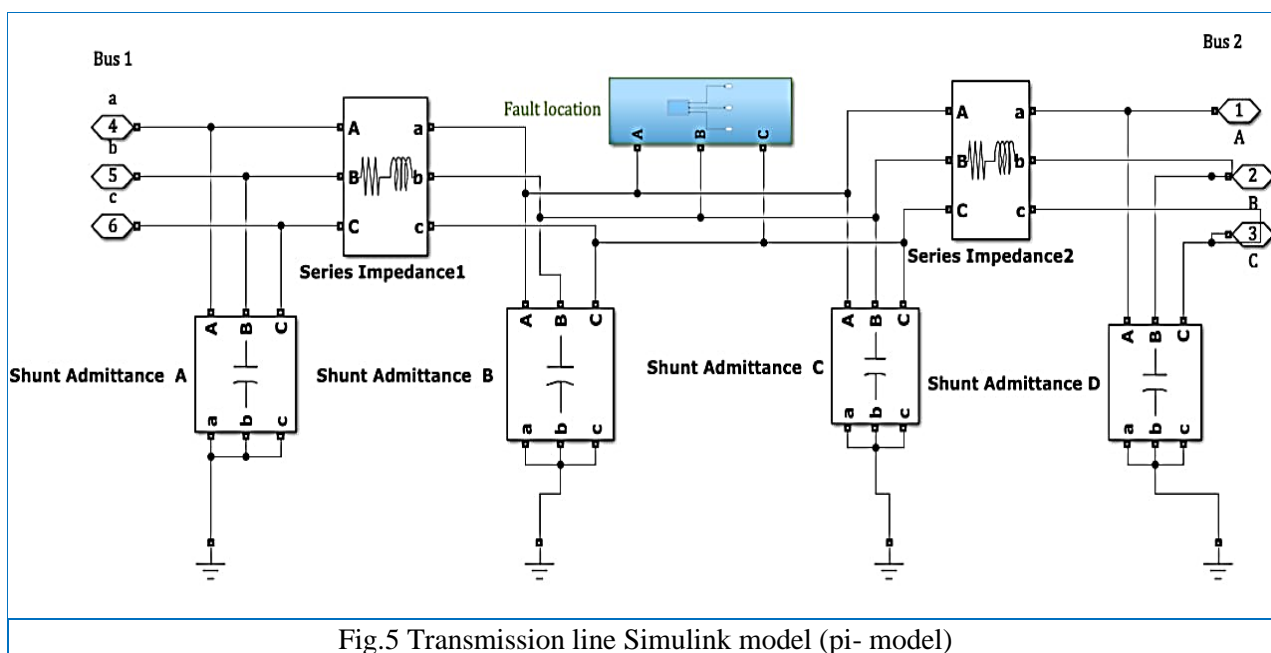 Bus 1
Bus 2
a
4
b
5
c
6
A
B
C
a
b
c
Series Impedance1
Fault location
A
B
C
A
B
C
a
b
c
Series Impedance2
1
A
2
B
3
C
A B C
Shunt Admittance A
a b c
A B C
Shunt Admittance B
a b c
A B C
Shunt Admittance C
a b c
A B C
Shunt Admittance D
a b c
Fig.5 Transmission line Simulink model (pi- model)